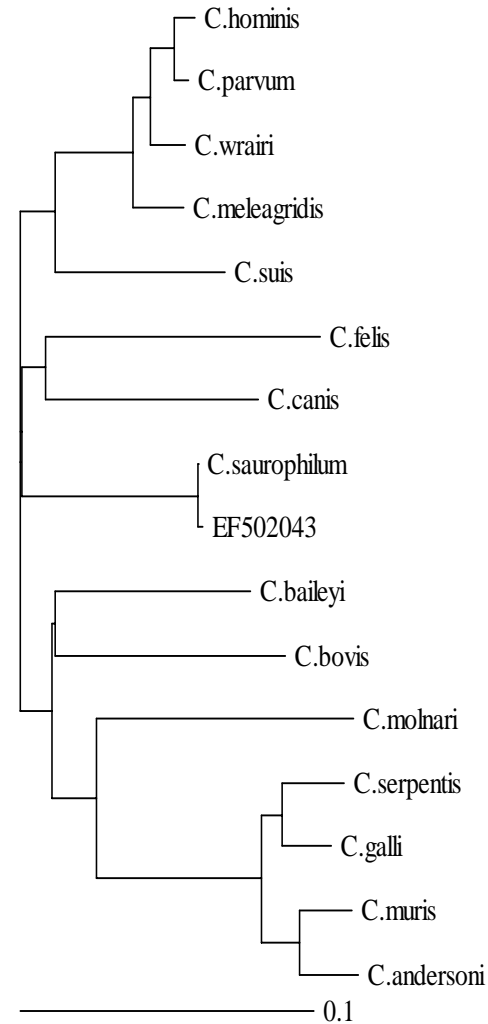 C.hominis
C.parvum
C.wrairi
C.meleagridis
C.suis
C.felis
C.canis
C.saurophilum
EF502043
C.baileyi
C.bovis
C.molnari
C.serpentis
C.galli
C.muris
C.andersoni
0.1